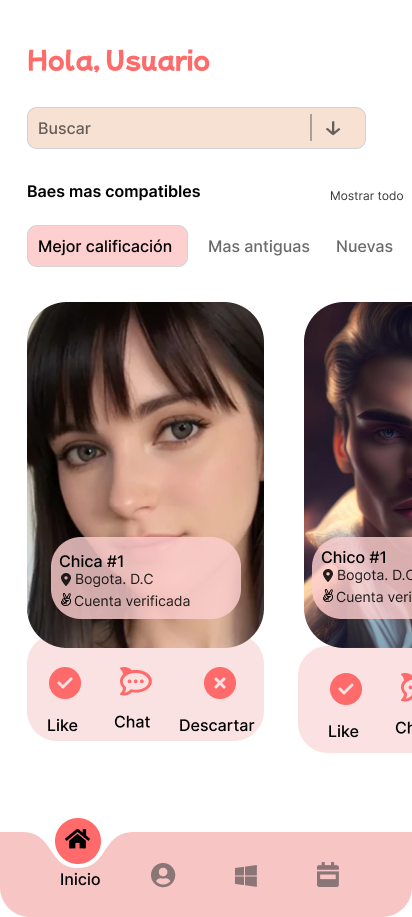 Hola, Usuario
Buscar
Baes mas compatibles
Mostrar todo
Mejor calificación
Mas antiguas
Nuevas
Chica #1
Bogota. D.C
Cuenta verificada
Chico #1
Bogota. D.C
Cuenta veri
Like
Chat
Descartar
Like
Ch
Inicio